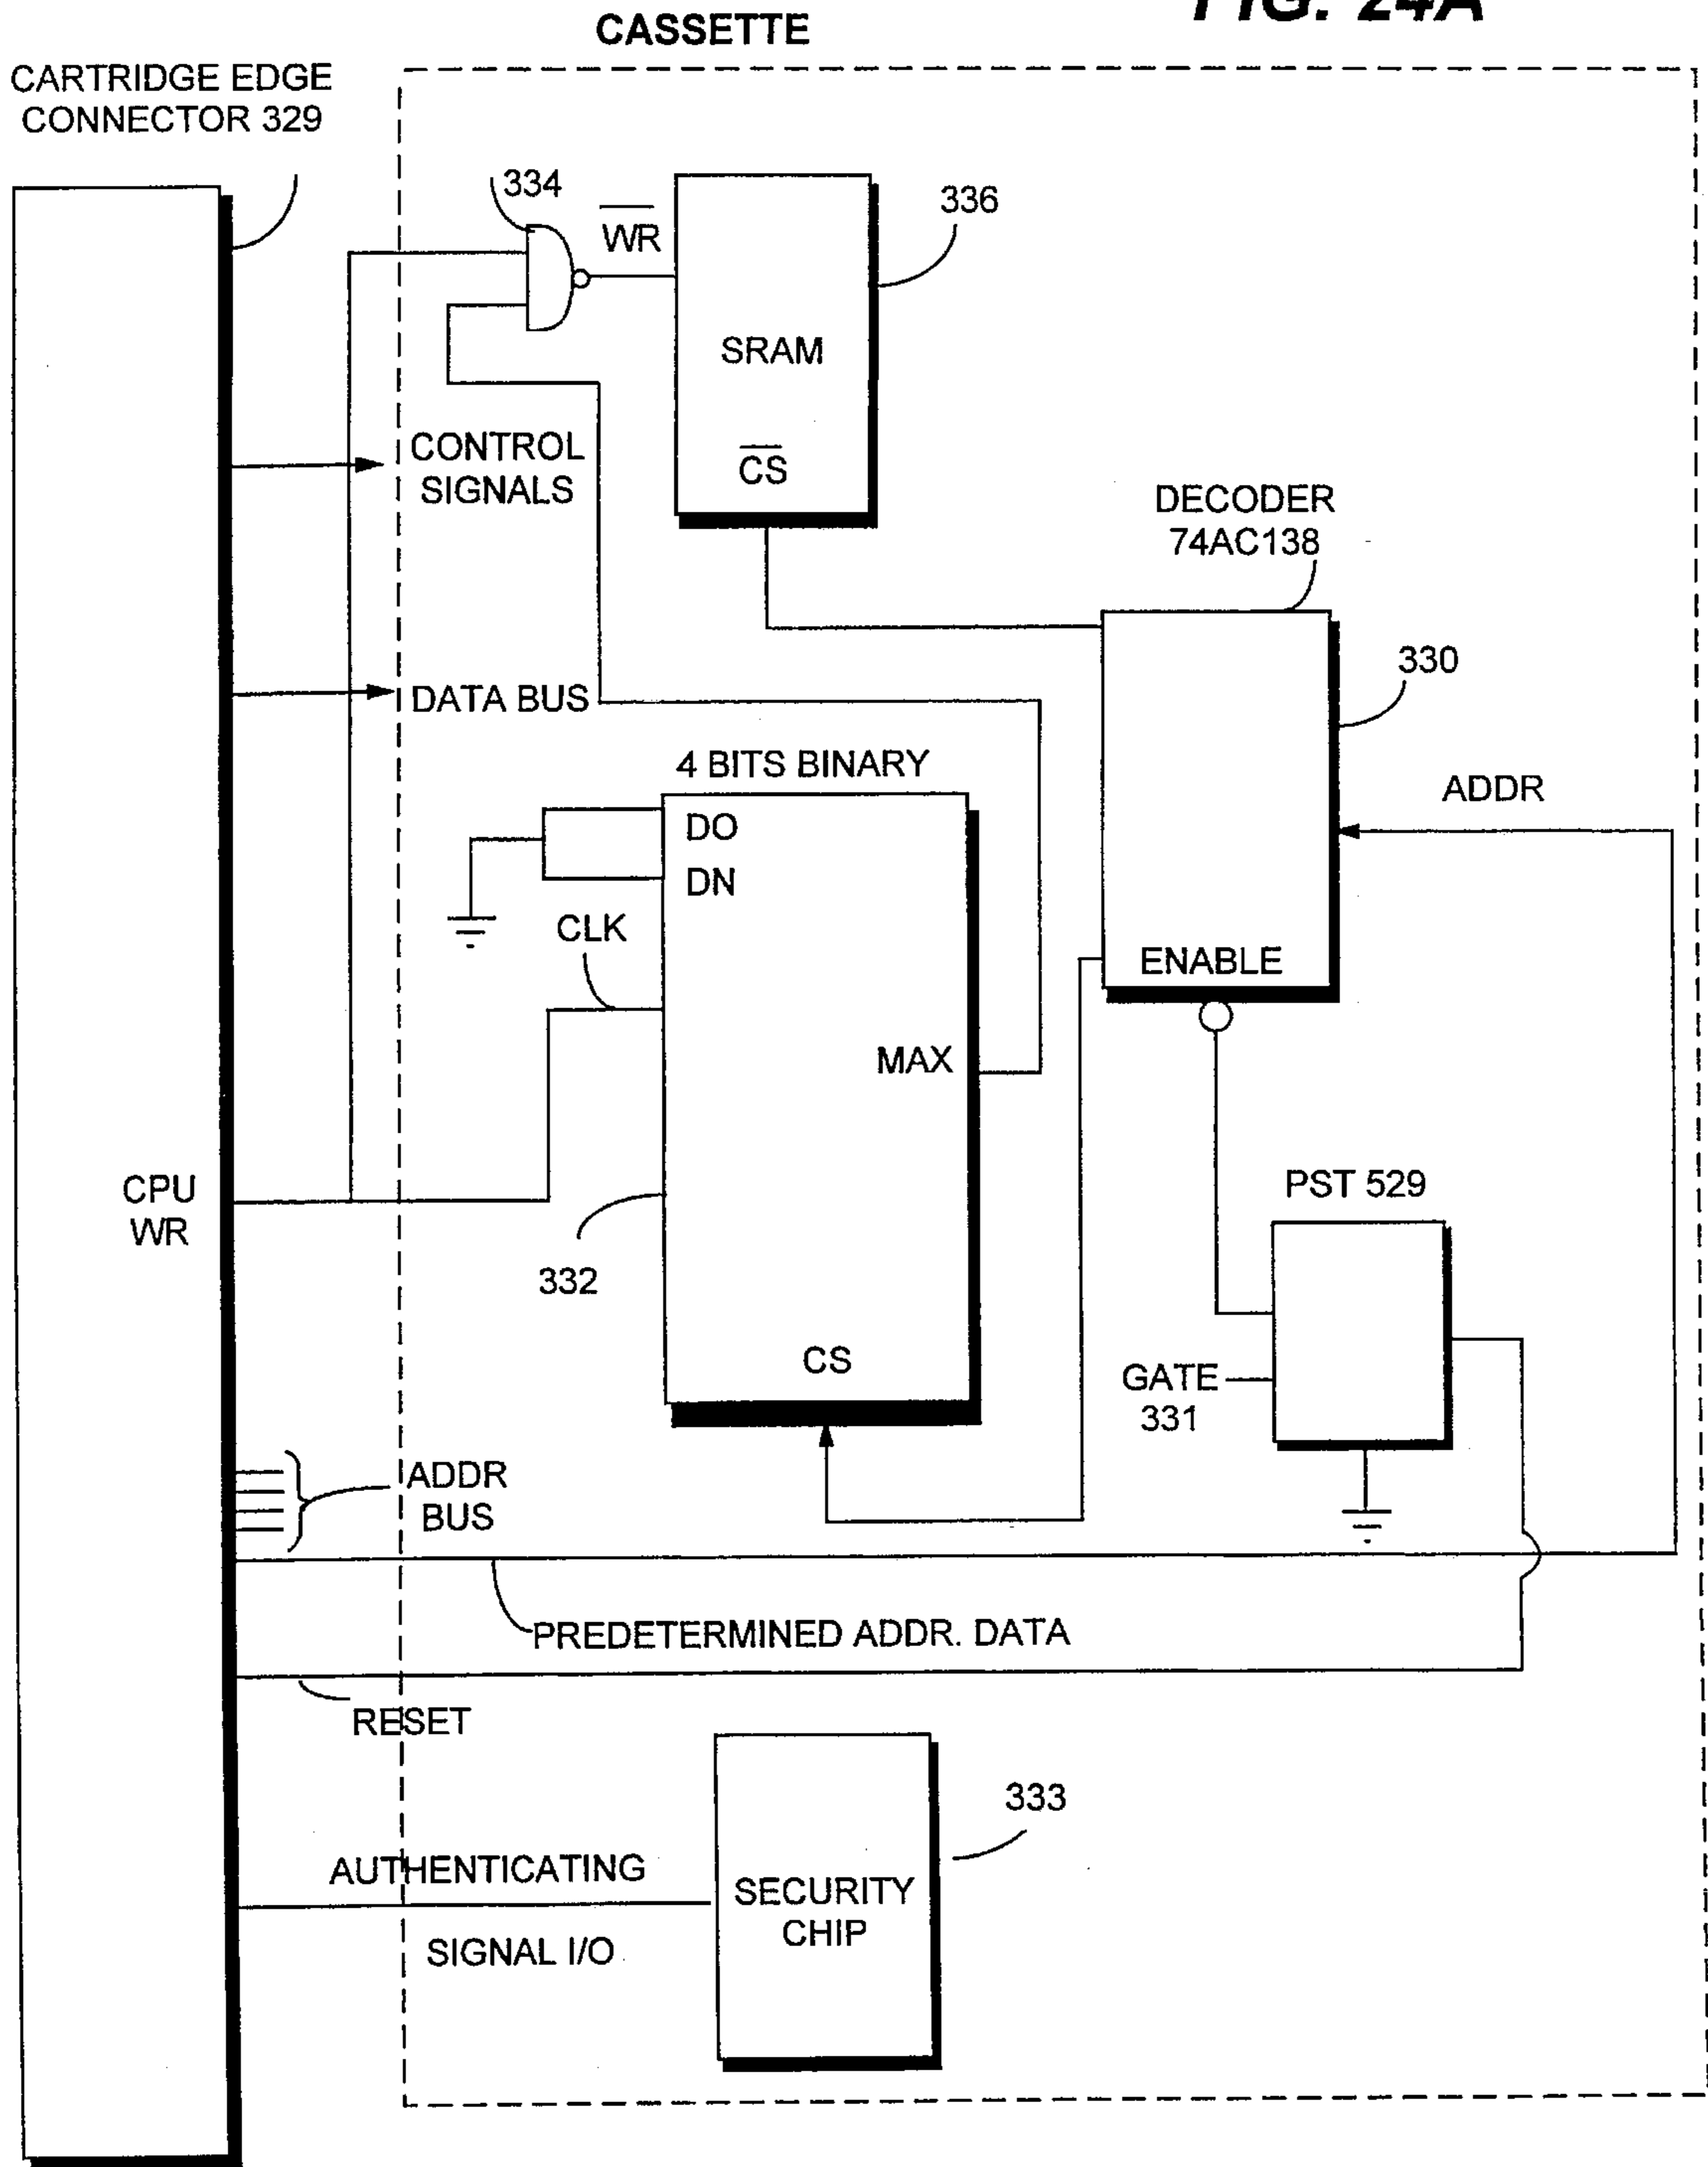 FIG. 24A
CASSETTE
CARTRIDGE EDGE
CONNECTOR 329
334
WR
336
SRAM
CS
CONTROL
SIGNALS
DECODER
74AC138
330
DATA BUS
4 BITS BINARY
ADDR
DO
DN
CLK
ENABLE
MAX
CPU
WR
PST 529
332
CS
GATE
331
ADDR
BUS
PREDETERMINED ADDR. DATA
RESET
333
AUTHENTICATING
SIGNAL I/O
SECURITY
CHIP